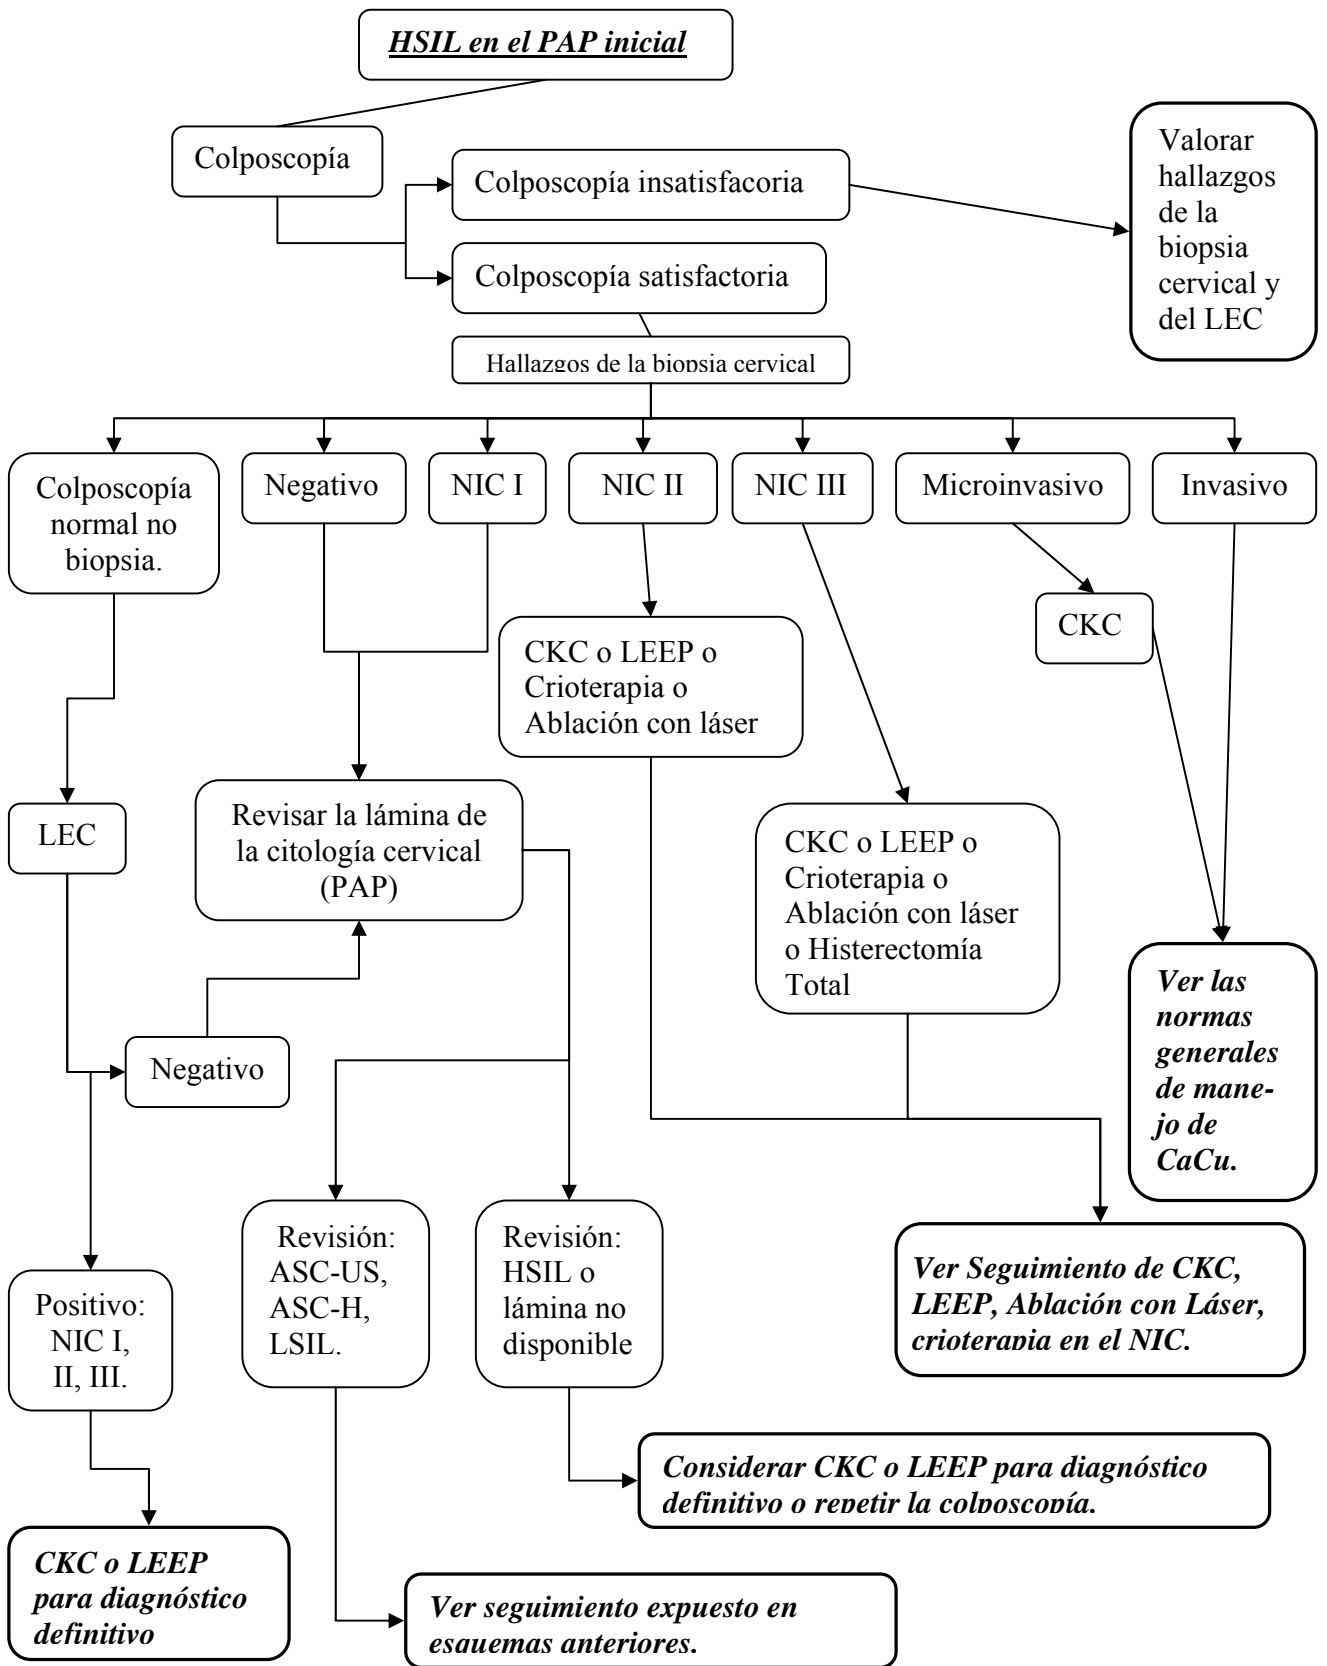 HSIL en el PAP inicial
Colposcopía
Colposcopía insatisfacoria
Valorar
hallazgos
de la
biopsia
cervical y
del LEC
Colposcopía satisfactoria
Hallazgos de la biopsia cervical
Colposcopía
normal no
biopsia.
Negativo
NIC I
NIC II
NIC III
Microinvasivo
Invasivo
CKC
CKC o LEEP o
Crioterapia o
Ablación con láser
LEC
Revisar la lámina de
la citología cervical
(PAP)
CKC o LEEP o
Crioterapia o
Ablación con láser
o Histerectomía
Total
Ver las
normas
generales
de mane-
jo de
CaCu.
Negativo
Positivo:
NIC I,
II, III.
Revisión:
ASC-US,
ASC-H,
LSIL.
Revisión:
HSIL o
lámina no
disponible
Ver Seguimiento de CKC,
LEEP, Ablación con Láser,
crioterapia en el NIC.
Considerar CKC o LEEP para diagnóstico
definitivo o repetir la colposcopía.
CKC o LEEP
para diagnóstico
definitivo
Ver seguimiento expuesto en
esquemas anteriores.